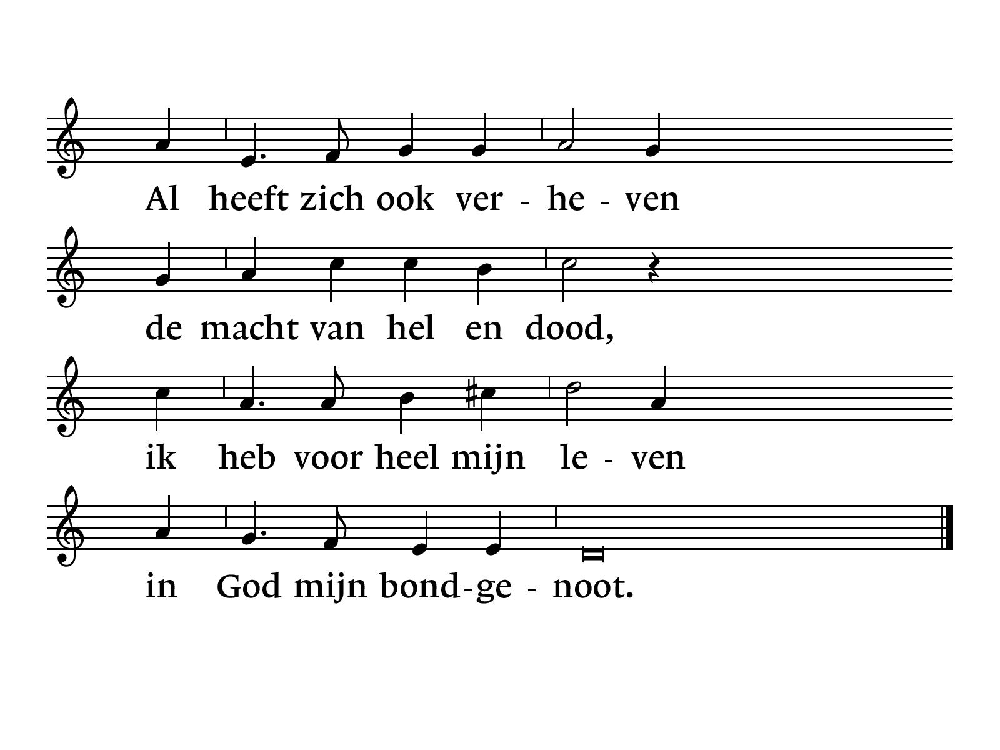 Al heeft zich ook ver - he - ven
de macht van hel en dood,
ik heb voor heel mijn le - ven
in God mijn bond-ge - noot.